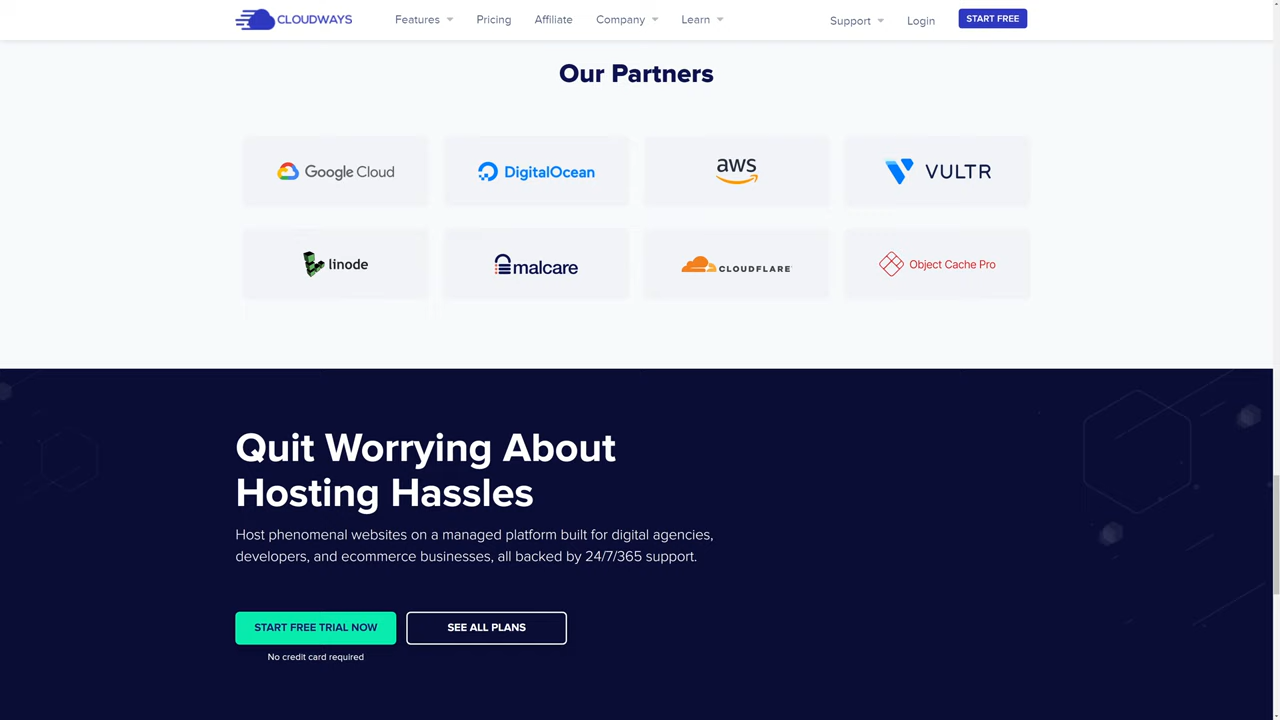 CLOUDWAYS Features Pricing Affiliate Company Learn Support Login START FREE
Our Partners
Google Cloud DigitalOcean aws VULTR
linode malcare CLOUDFLARE Object Cache Pro
Quit Worrying About
Hosting Hassles
Host phenomenal websites on a managed platform built for digital agencies,
developers, and ecommerce businesses, all backed by 24/7/365 support.
START FREE TRIAL NOW SEE ALL PLANS
No credit card required